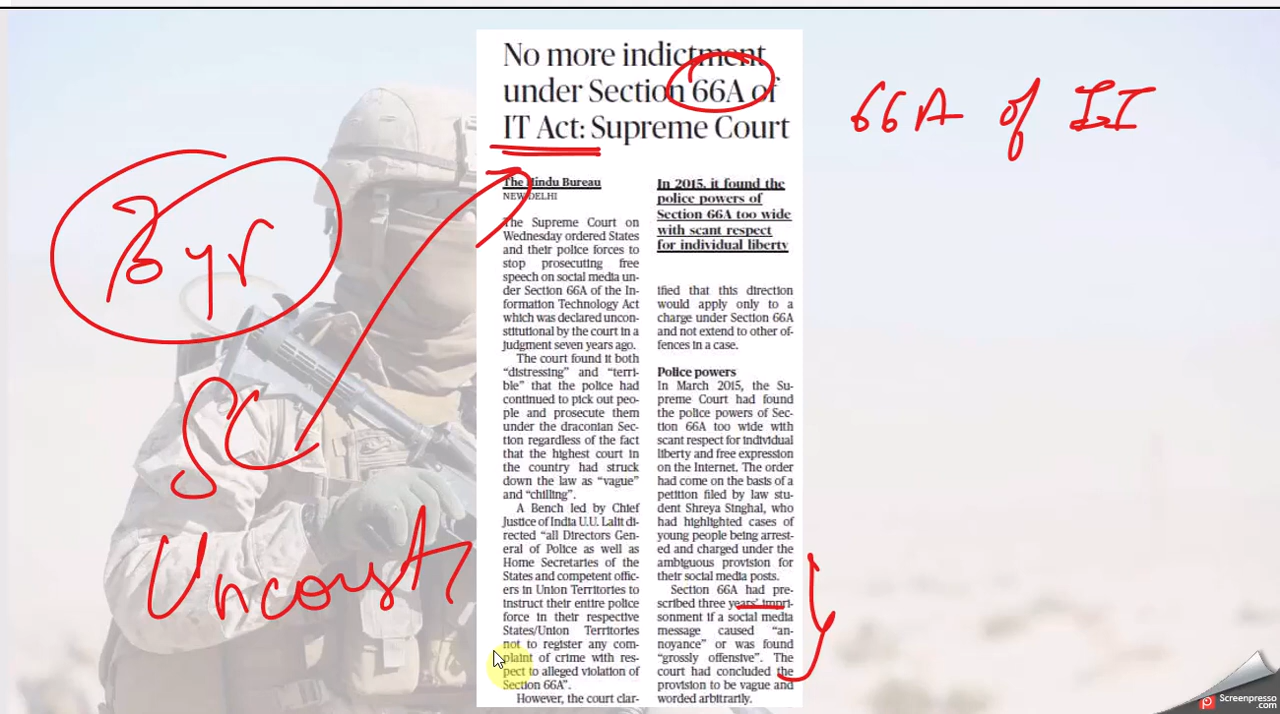 No more indictment
under Section 66A of
IT Act: Supreme Court
The Hindu Bureau
NEW DELHI
The Supreme Court on
Wednesday ordered States
and their police forces to
stop prosecuting free
speech on social media un-
der Section 66A of the In-
formation Technology Act
which was declared uncon-
stitutional by the court in a
judgment seven years ago.
The court found it both
“distressing” and “terri-
ble” that the police had
continued to pick out peo-
ple and prosecute them
under the draconian Sec-
tion regardless of the fact
that the highest court in
the country had struck
down the law as “vague”
and “chilling”.
A Bench led by Chief
Justice of India U.U. Lalit di-
rected “all Directors Gen-
eral of Police as well as
Home Secretaries of the
States and competent offic-
ers in Union Territories to
instruct their entire police
force in their respective
States/Union Territories
not to register any com-
plaint of crime with res-
pect to alleged violation of
Section 66A”.
However, the court clar-
In 2015, it found the
police powers of
Section 66A too wide
with scant respect
for individual liberty
ified that this direction
would apply only to a
charge under Section 66A
and not extend to other of-
fences in a case.
Police powers
In March 2015, the Su-
preme Court had found
the police powers of Sec-
tion 66A too wide with
scant respect for individual
liberty and free expression
on the Internet. The order
had come on the basis of a
petition filed by law stu-
dent Shreya Singhal, who
had highlighted cases of
young people being arrest-
ed and charged under the
ambiguous provision for
their social media posts.
Section 66A had pre-
scribed three years’ impri-
sonment if a social media
message caused “an-
noyance” or was found
“grossly offensive”. The
court had concluded the
provision to be vague and
worded arbitrarily.
66A of IT
yr
SC
Unconst
Screenpresso
.com